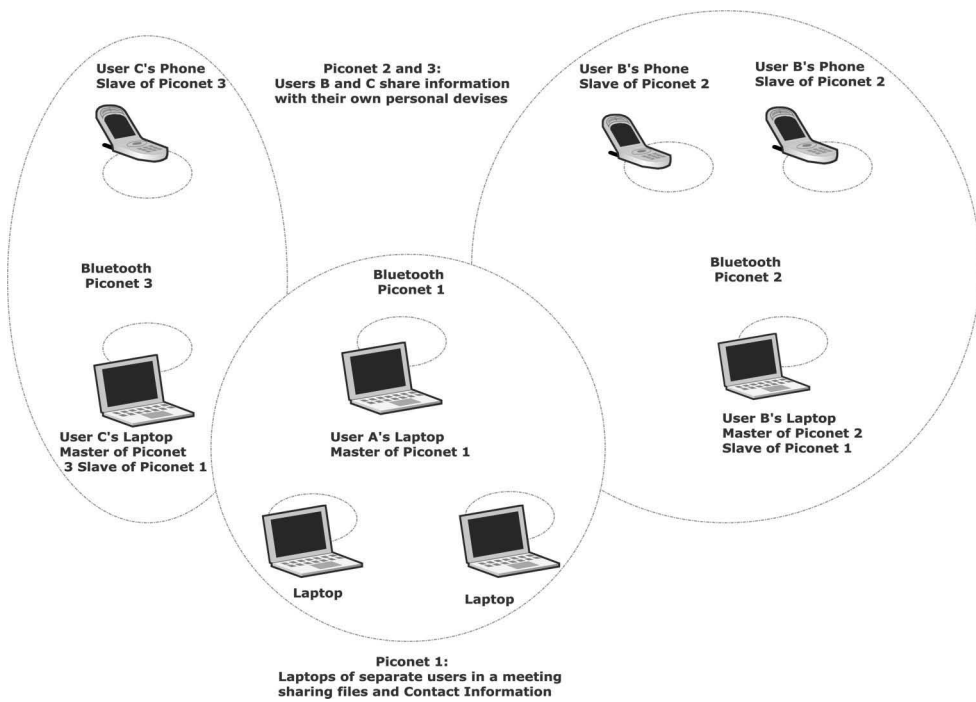 User C's Phone
Slave of Piconet 3
Piconet 2 and 3:
Users B and C share information
with their own personal devises
User B's Phone
Slave of Piconet 2
User B's Phone
Slave of Piconet 2
Bluetooth
Piconet 3
Bluetooth
Piconet 1
Bluetooth
Piconet 2
User C's Laptop
Master of Piconet
3 Slave of Piconet 1
User A's Laptop
Master of Piconet 1
User B's Laptop
Master of Piconet 2
Slave of Piconet 1
Laptop
Laptop
Piconet 1:
Laptops of separate users in a meeting
sharing files and Contact Information